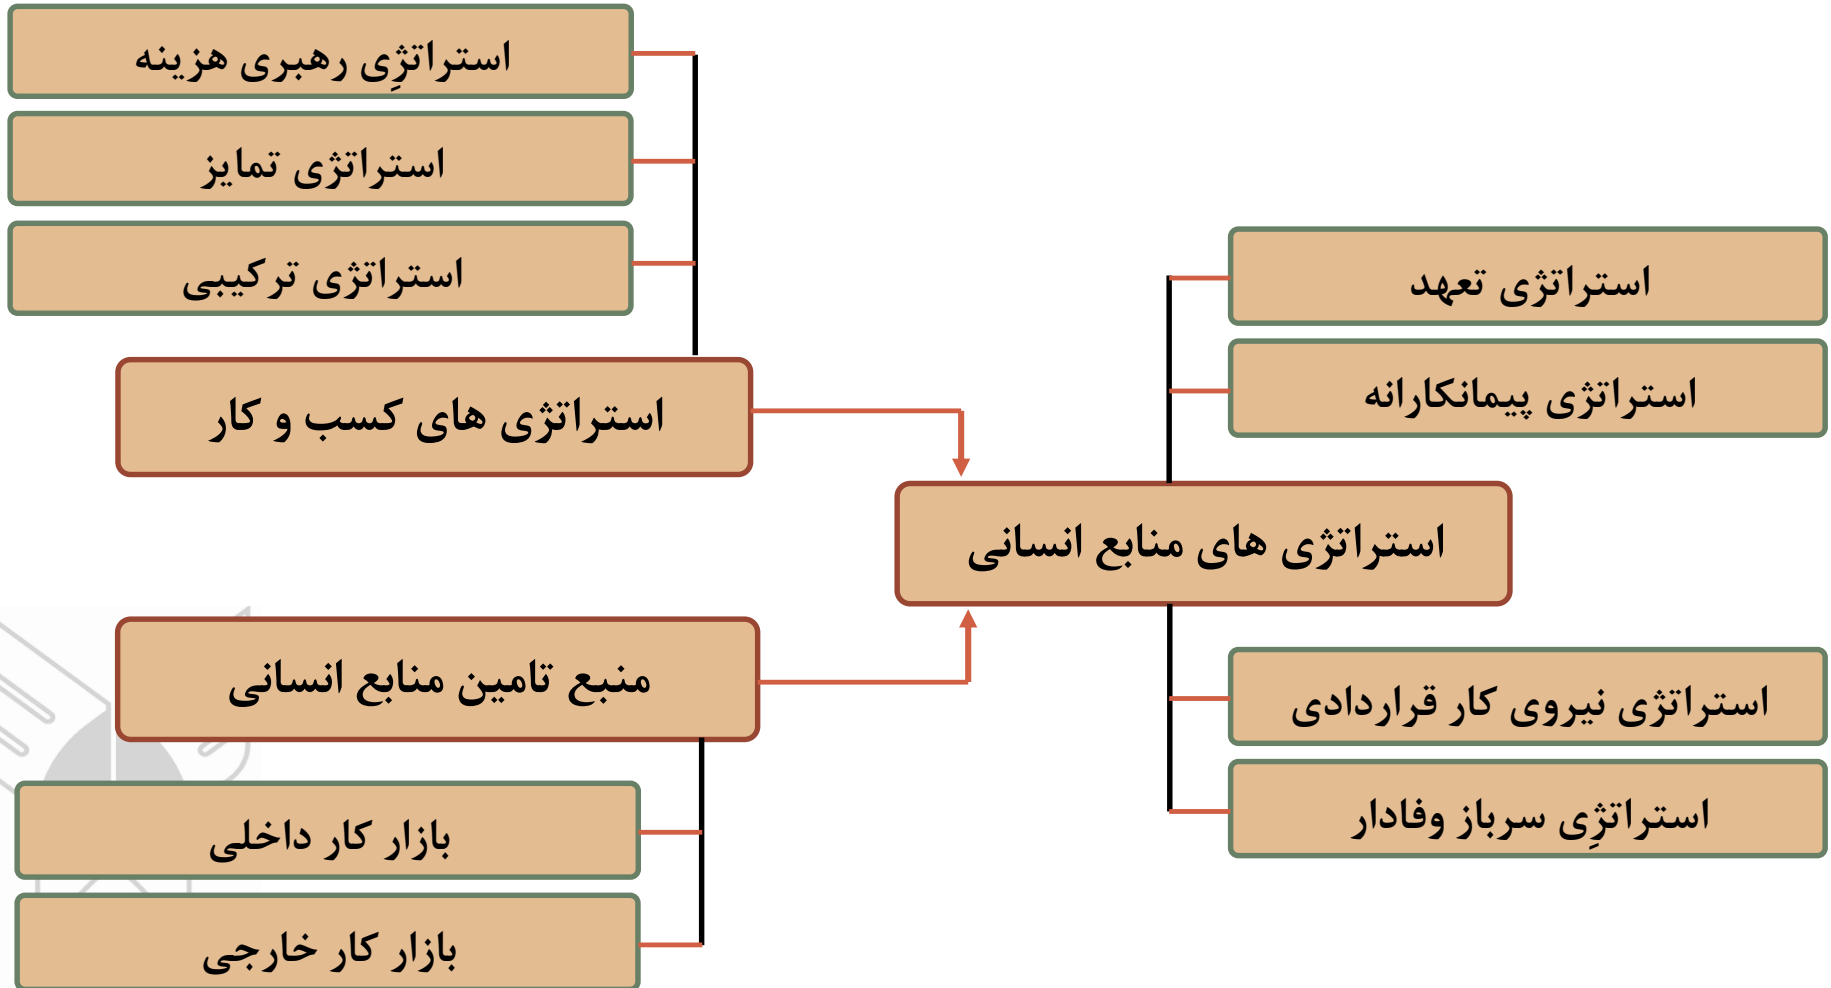 استراتژِی رهبری هزینه
استراتژی تمایز
استراتژی ترکیبی
استراتژی های کسب و کار
استراتژی تعهد
استراتژی پیمانکارانه
استراتژی های منابع انسانی
استراتژی نیروی کار قراردادی
استراتژِی سرباز وفادار
منبع تامین منابع انسانی
بازار کار داخلی
بازار کار خارجی